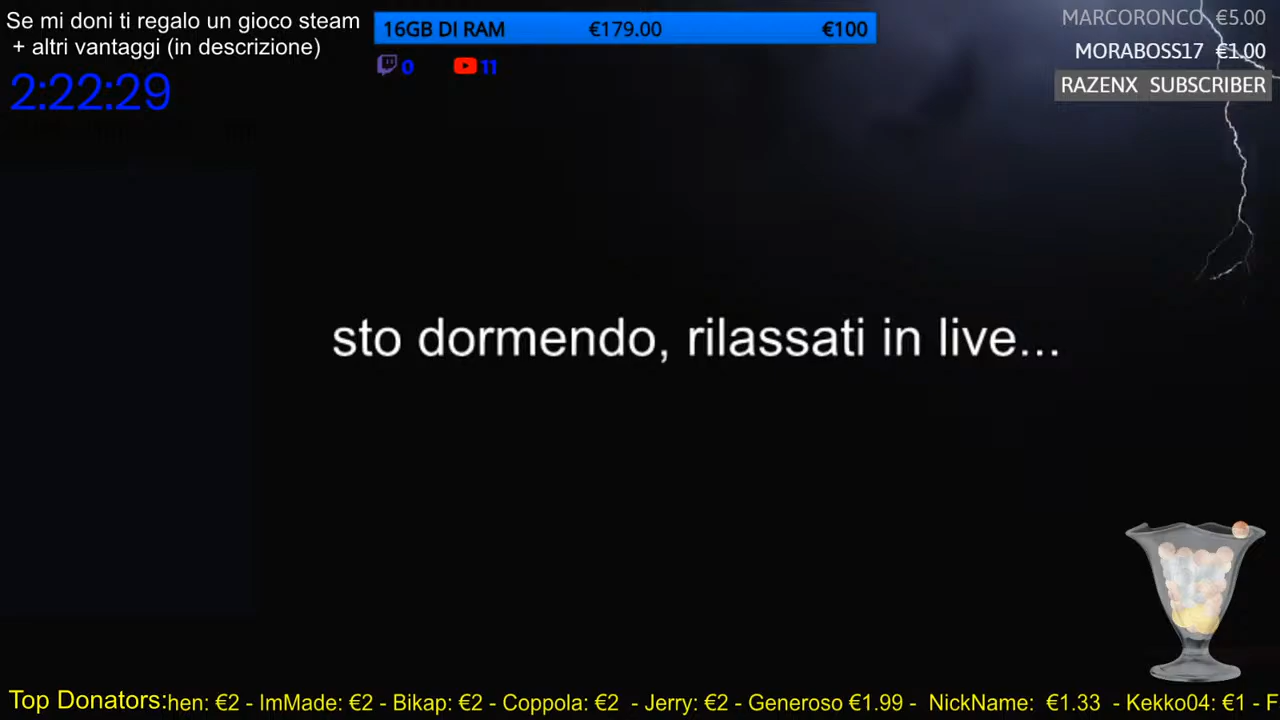 Se mi doni ti regalo un gioco steam
+ altri vantaggi (in descrizione)
2:22:29
16GB DI RAM €179.00 €100
0 11
MARCORONCO €5.00
MORABOSS17 €1.00
RAZENX SUBSCRIBER
sto dormendo, rilassati in live...
Top Donators:hen: €2 - ImMade: €2 - Bikap: €2 - Coppola: €2 - Jerry: €2 - Generoso €1.99 - NickName: €1.33 - Kekko04: €1 - F